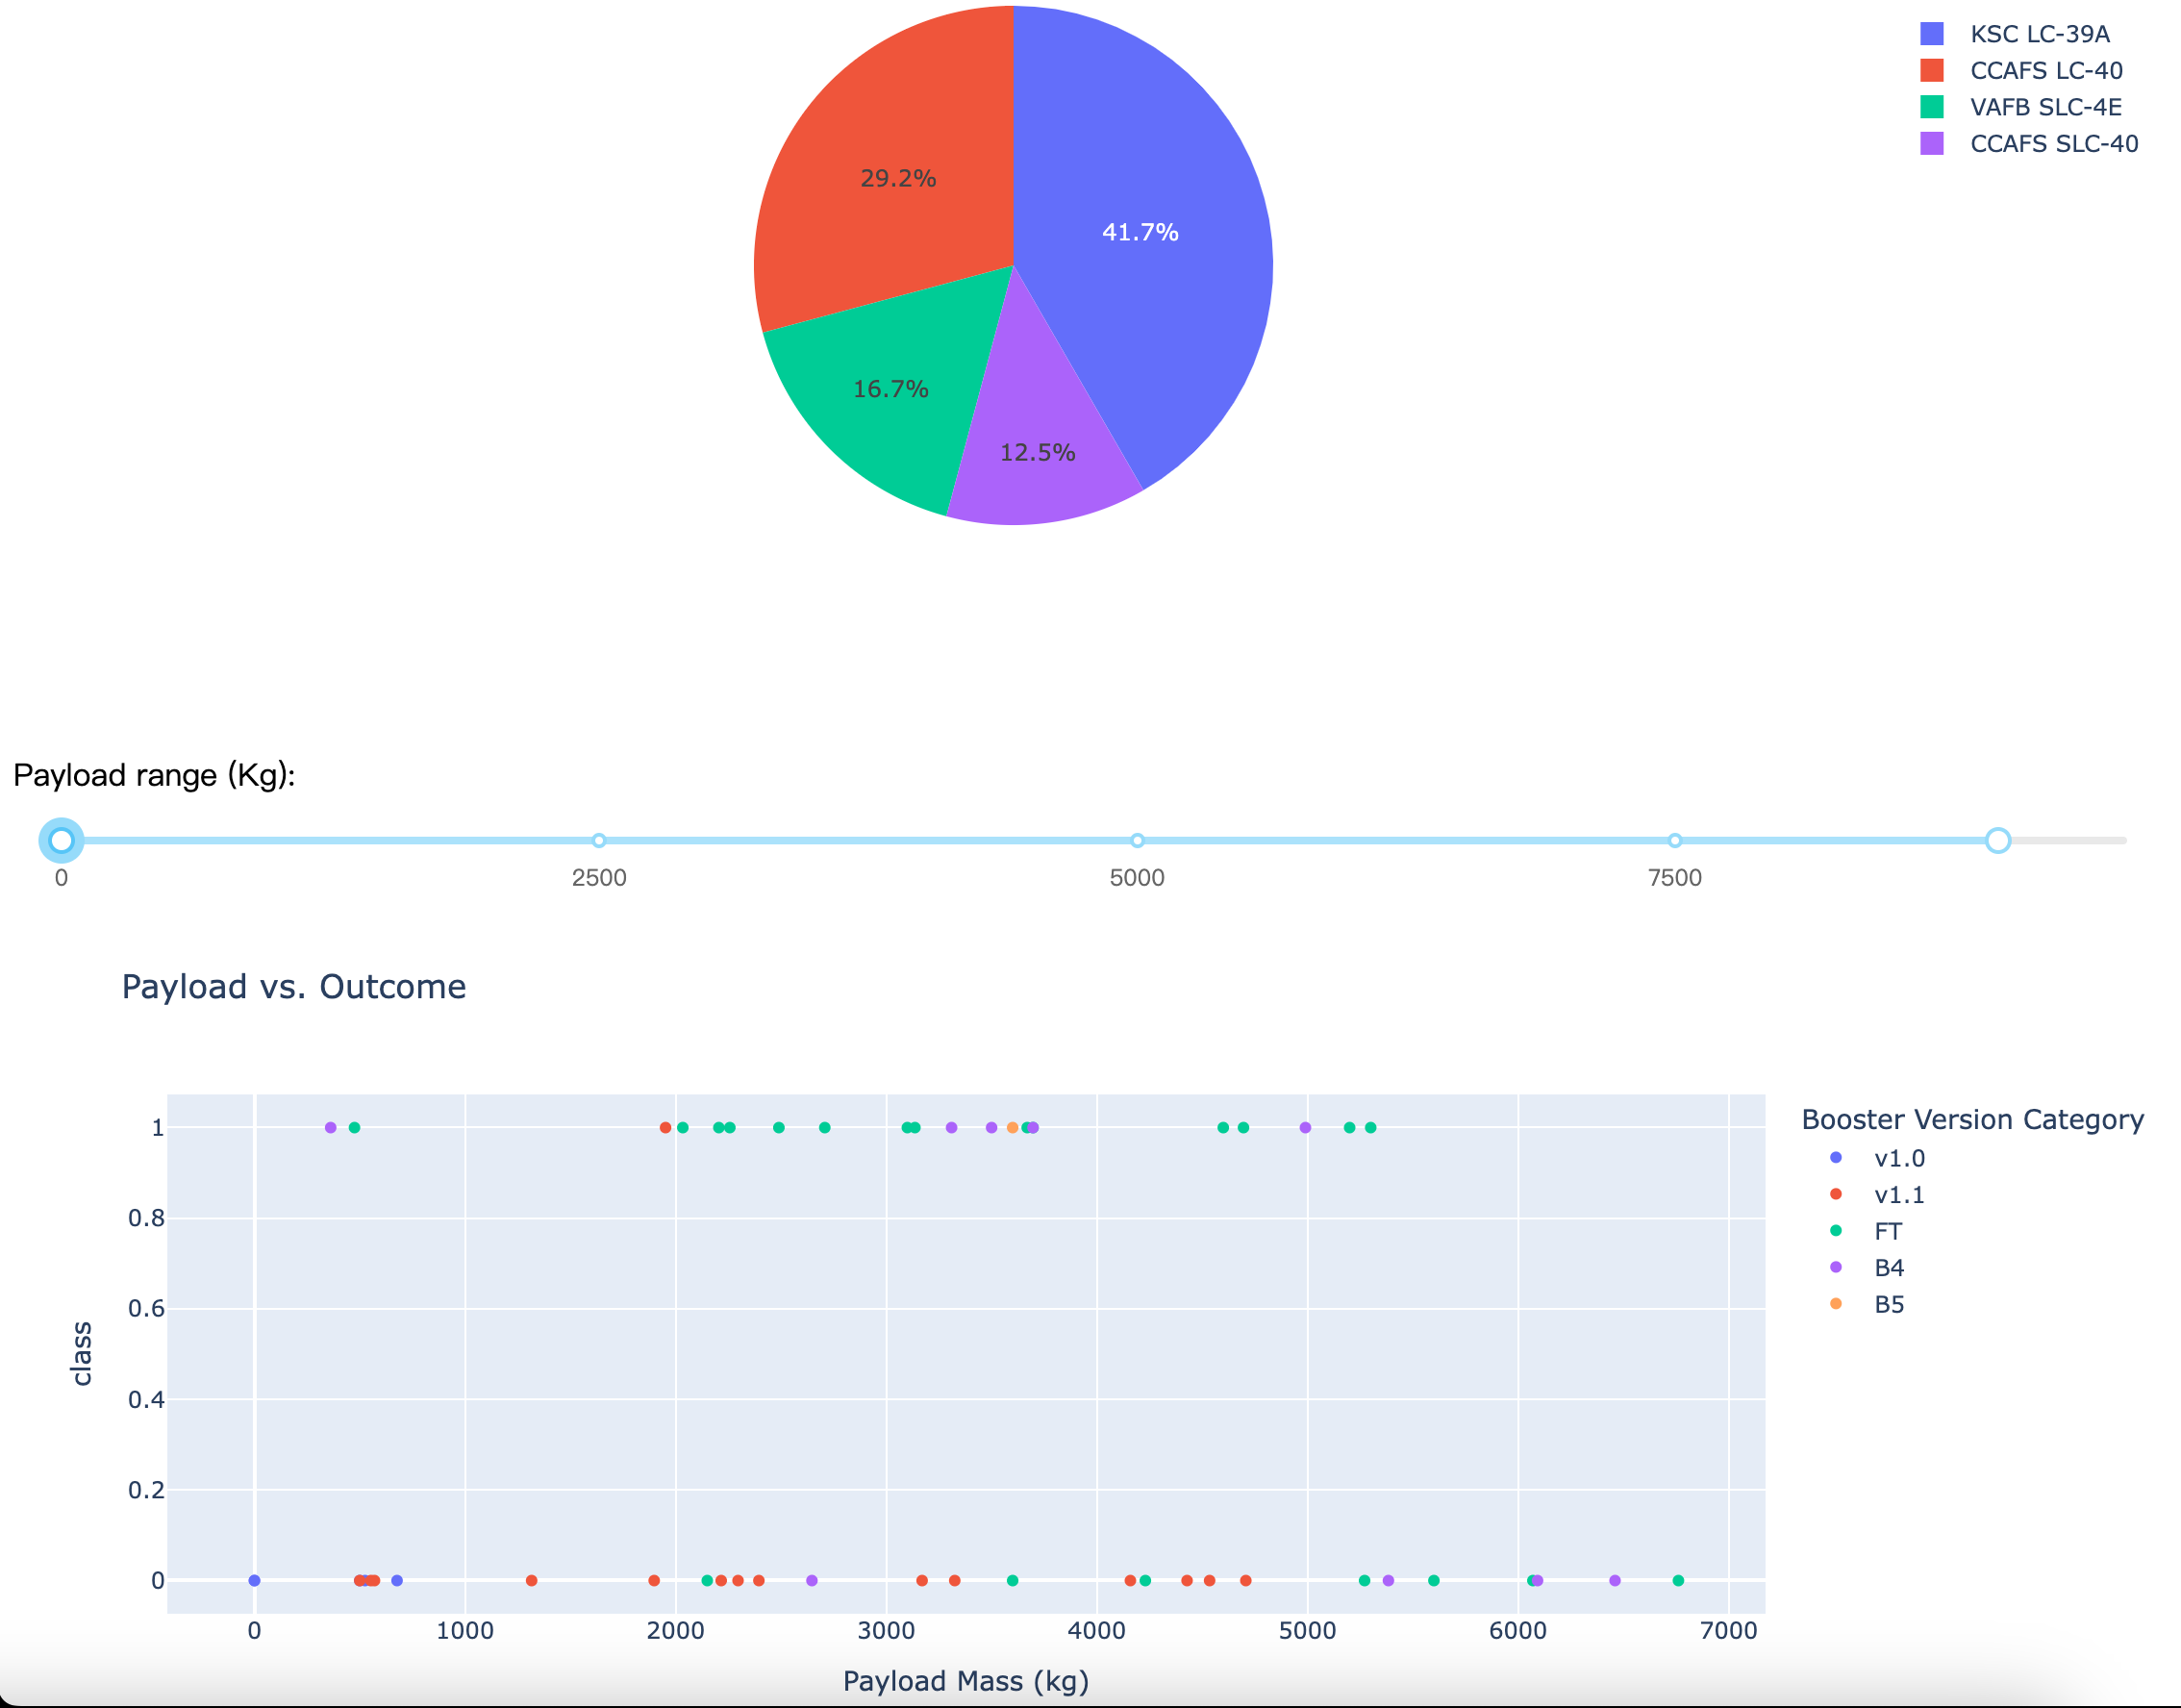 KSC LC-39A
CCAFS LC-40
VAFB SLC-4E
CCAFS SLC-40
29.2%
41.7%
16.7%
12.5%
Payload range (Kg):
0 2500 5000 7500
Payload vs. Outcome
Booster Version Category
v1.0
v1.1
FT
B4
B5
class
1
0.8
0.6
0.4
0.2
0
0 1000 2000 3000 4000 5000 6000 7000
Payload Mass (kg)